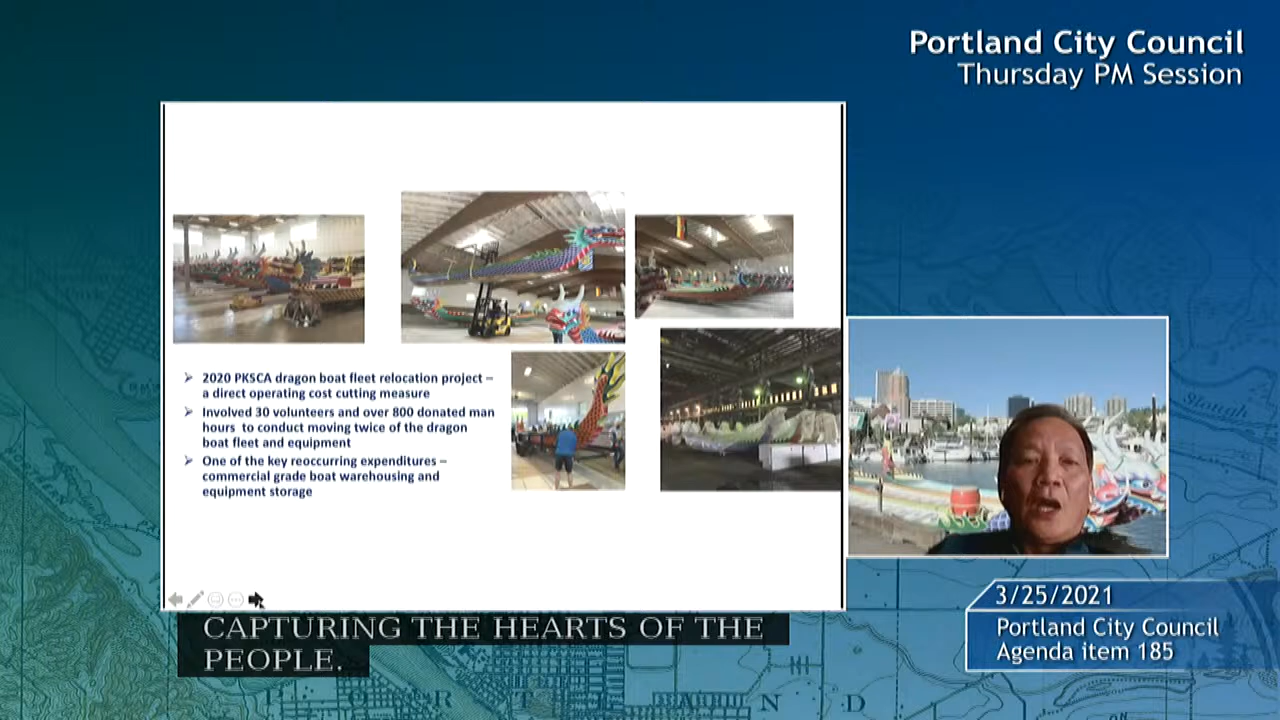 Portland City Council
Thursday PM Session
2020 PKSCA dragon boat fleet relocation project –
a direct operating cost cutting measure
Involved 30 volunteers and over 800 donated man
hours to conduct moving twice of the dragon
boat fleet and equipment
One of the key reoccurring expenditures –
commercial grade boat warehousing and
equipment storage
3/25/2021
Portland City Council
Agenda item 185
CAPTURING THE HEARTS OF THE
PEOPLE.
Slough